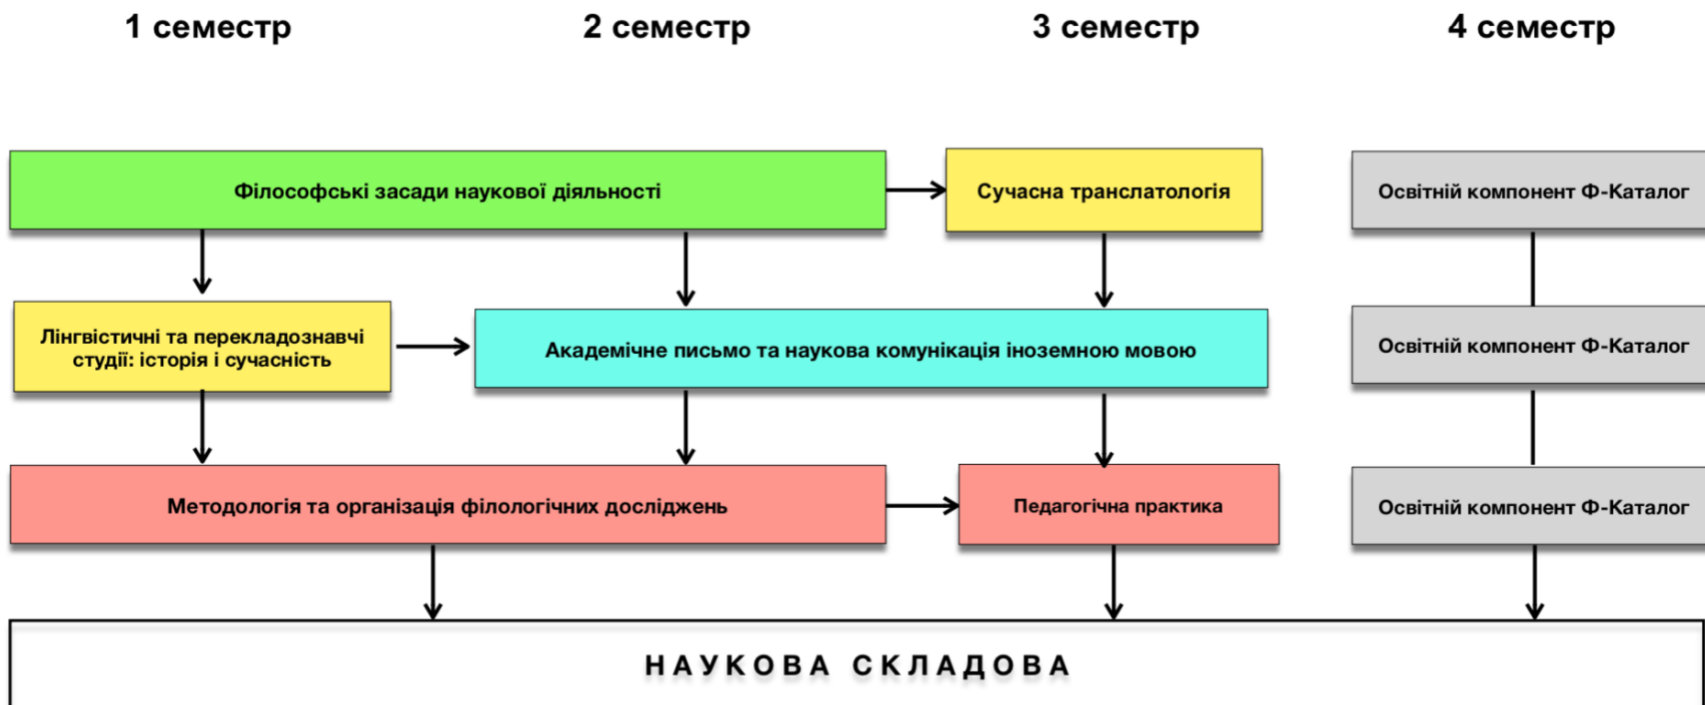 1 семестр
2 семестр
3 семестр
4 семестр
Філософські засади наукової діяльності
Сучасна транслатологія
Освітній компонент Ф-Каталог
Лінгвістичні та перекладознавчі
студії: історія і сучасність
Академічне письмо та наукова комунікація іноземною мовою
Освітній компонент Ф-Каталог
Методологія та організація філологічних досліджень
Педагогічна практика
Освітній компонент Ф-Каталог
НАУКОВА СКЛАДОВА